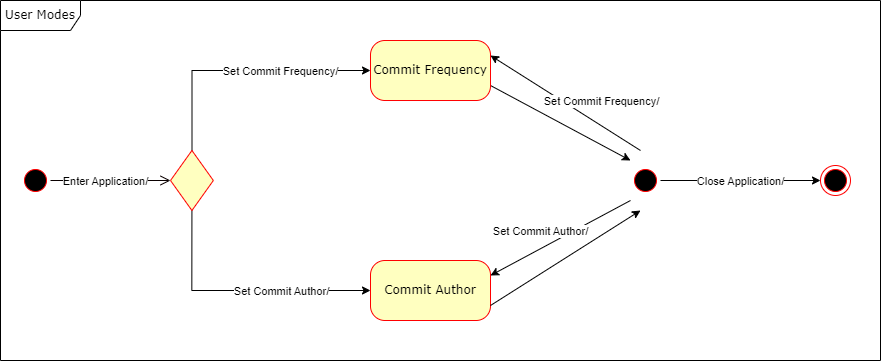 User Modes
Set Commit Frequency/
Commit Frequency
Set Commit Frequency/
Enter Application/
Close Application/
Set Commit Author/
Set Commit Author/
Commit Author